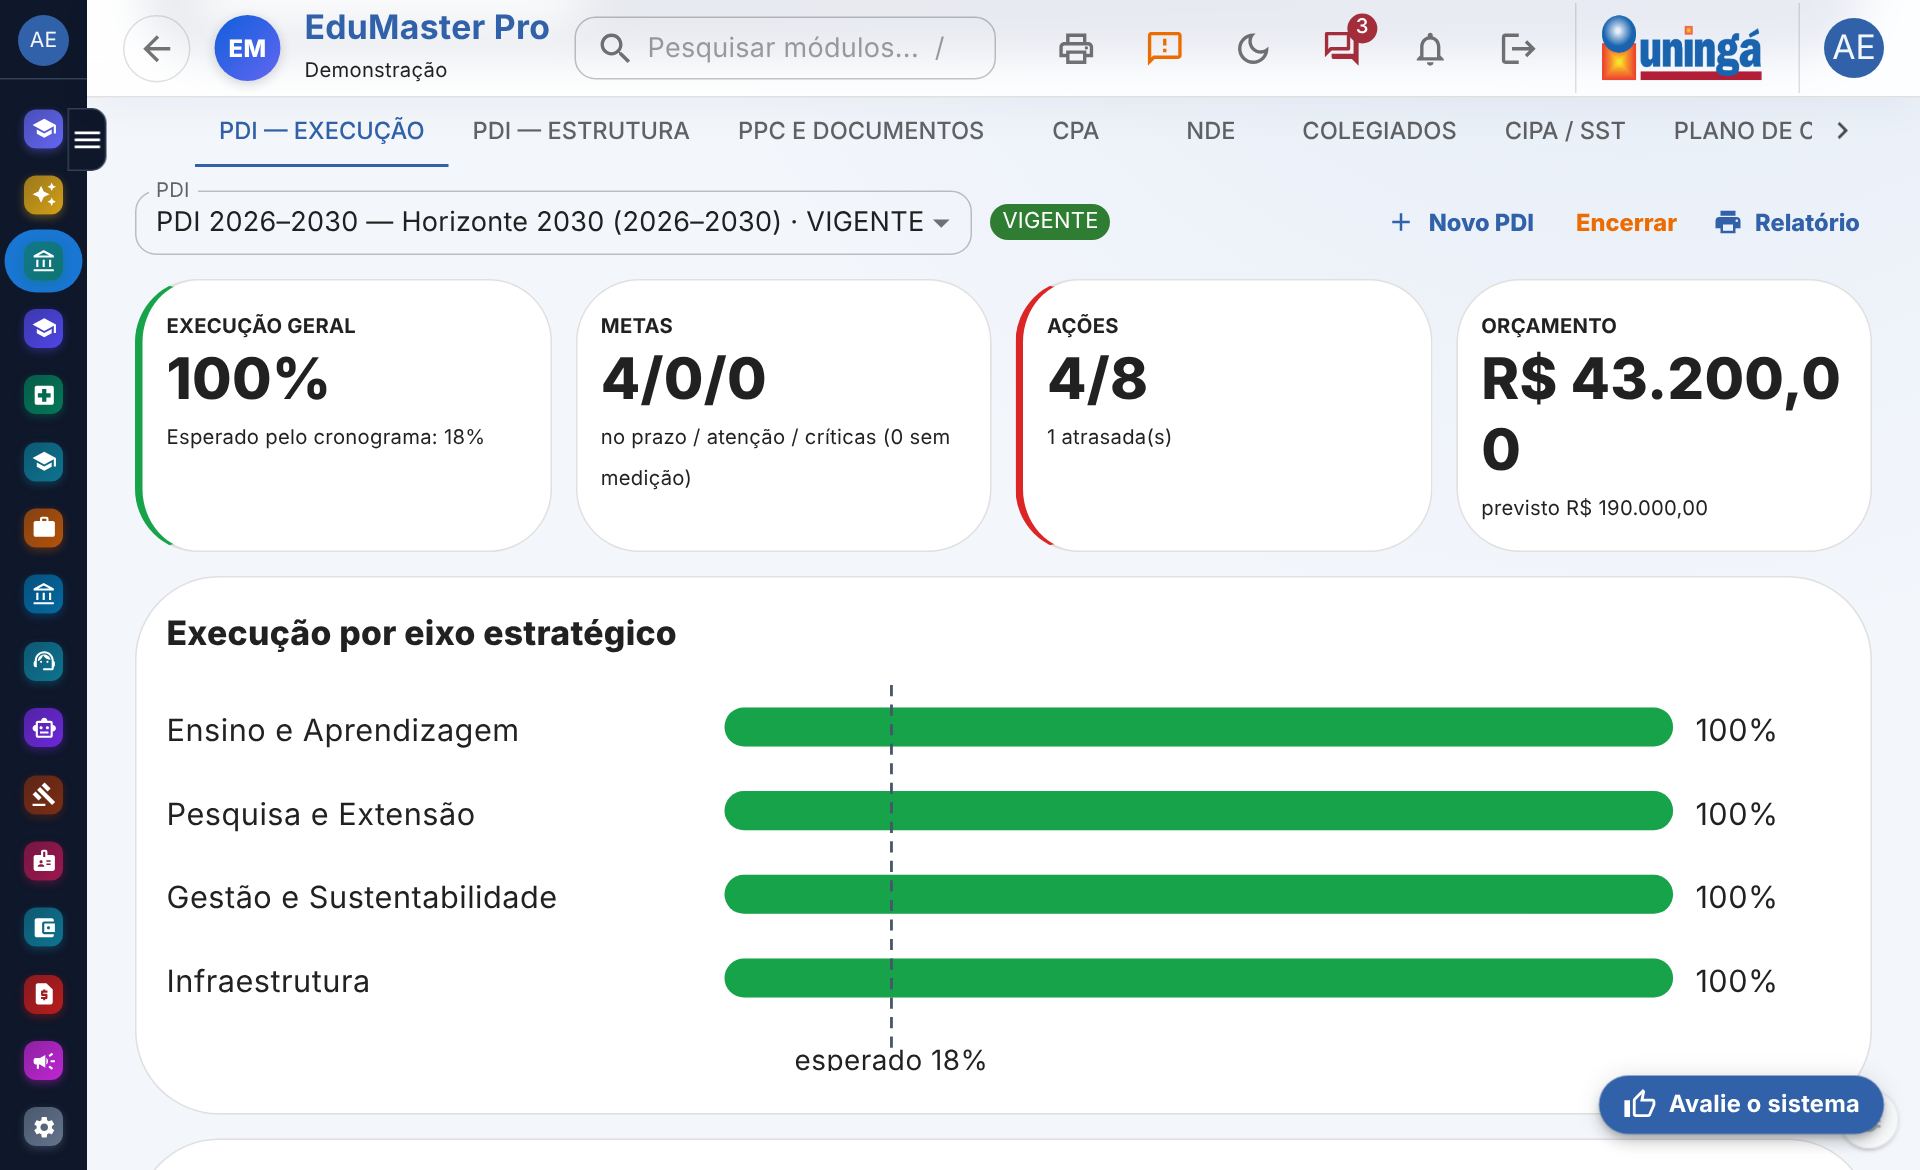 AE
EM
EduMaster Pro
Demonstração
Pesquisar módulos... /
3
uningá
AE
PDI — EXECUÇÃO
PDI — ESTRUTURA
PPC E DOCUMENTOS
CPA
NDE
COLEGIADOS
CIPA / SST
PLANO DE C
PDI
PDI 2026–2030 — Horizonte 2030 (2026–2030) · VIGENTE
VIGENTE
+ Novo PDI
Encerrar
Relatório
EXECUÇÃO GERAL
100%
Esperado pelo cronograma: 18%
METAS
4/0/0
no prazo / atenção / críticas (0 sem
medição)
AÇÕES
4/8
1 atrasada(s)
ORÇAMENTO
R$ 43.200,0
0
previsto R$ 190.000,00
Execução por eixo estratégico
Ensino e Aprendizagem
100%
Pesquisa e Extensão
100%
Gestão e Sustentabilidade
100%
Infraestrutura
100%
esperado 18%
Avalie o sistema